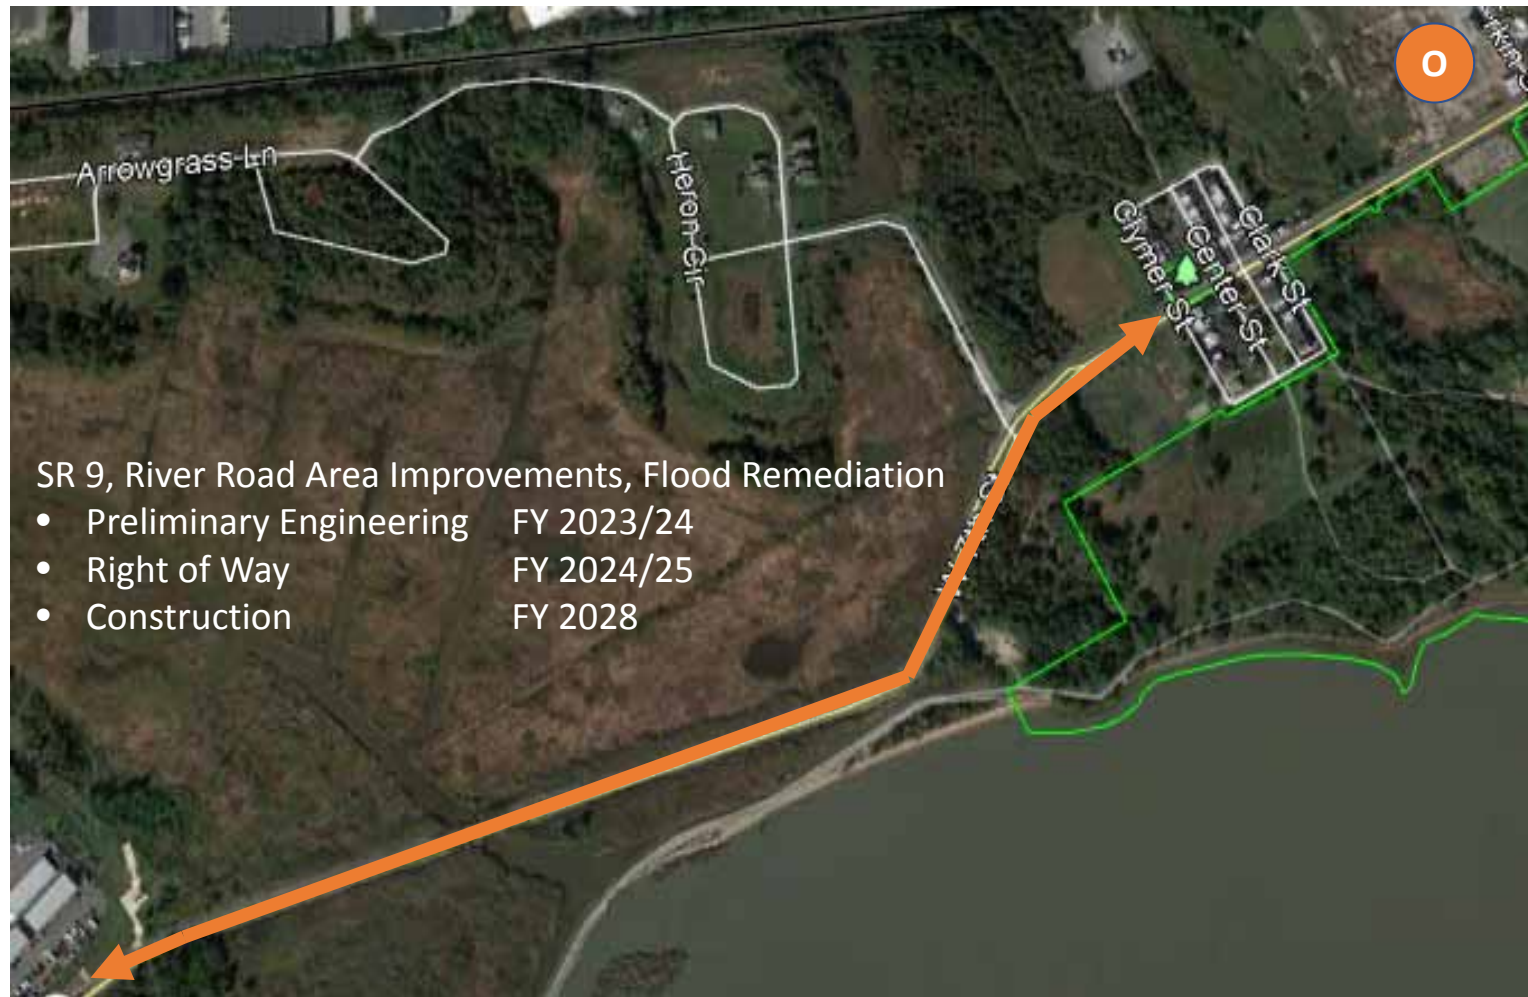 O
Arrowgrass Ln
Heron Cir
Clymer St
Center St
Clark St
SR 9, River Road Area Improvements, Flood Remediation
• Preliminary Engineering FY 2023/24
• Right of Way FY 2024/25
• Construction FY 2028